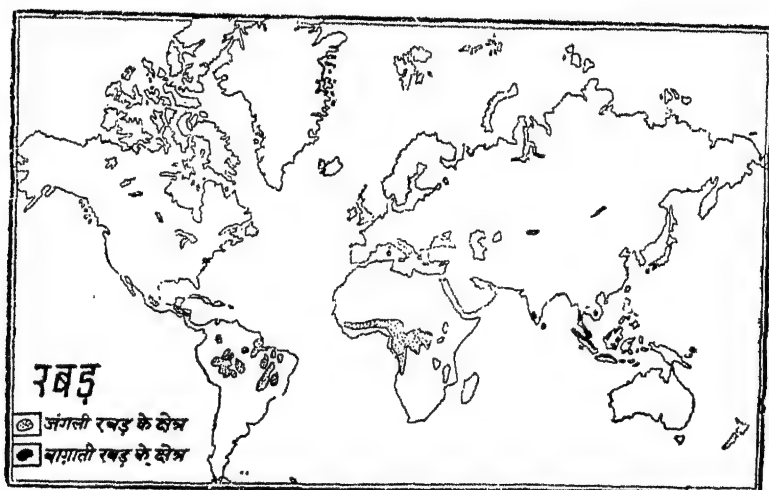 रबड़
जंगली रबड़ के क्षेत्र
बाग़ाती रबड़ के क्षेत्र